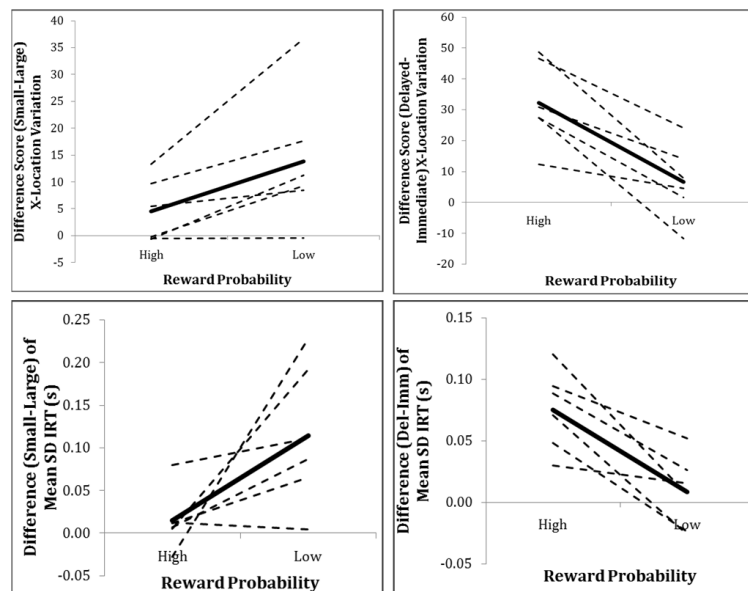 Difference Score (Small-Large)
X-Location Variation
40
35
30
25
20
15
10
5
0
-5
High
Low
Reward Probability
Difference Score (Delayed-
Immediate) X-Location Variation
60
50
40
30
20
10
0
-10
-20
High
Low
Reward Probability
Difference (Small-Large) of
Mean SD IRT (s)
0.25
0.20
0.15
0.10
0.05
0.00
-0.05
High
Low
Reward Probability
Difference (Del-Imm) of
Mean SD IRT (s)
0.15
0.10
0.05
0.00
-0.05
High
Low
Reward Probability